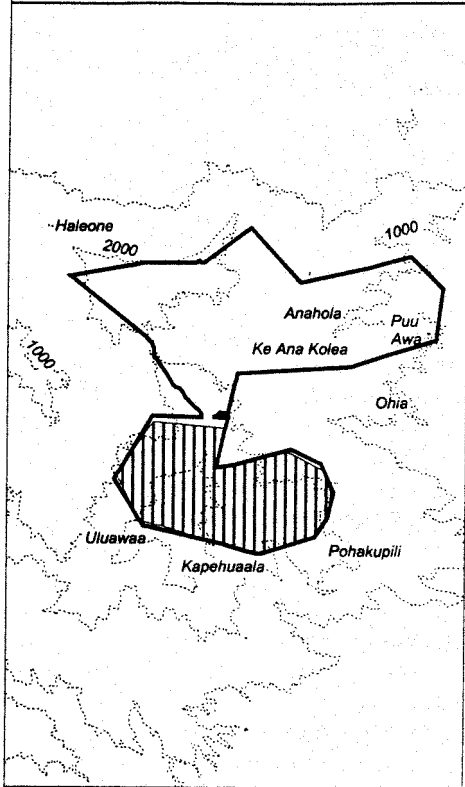 Haleone
2000
1000
Anahola
Puu
Awa
Ke Ana Kolea
1000
Ohia
Uluawaa
Pohakupili
Kapehuaala